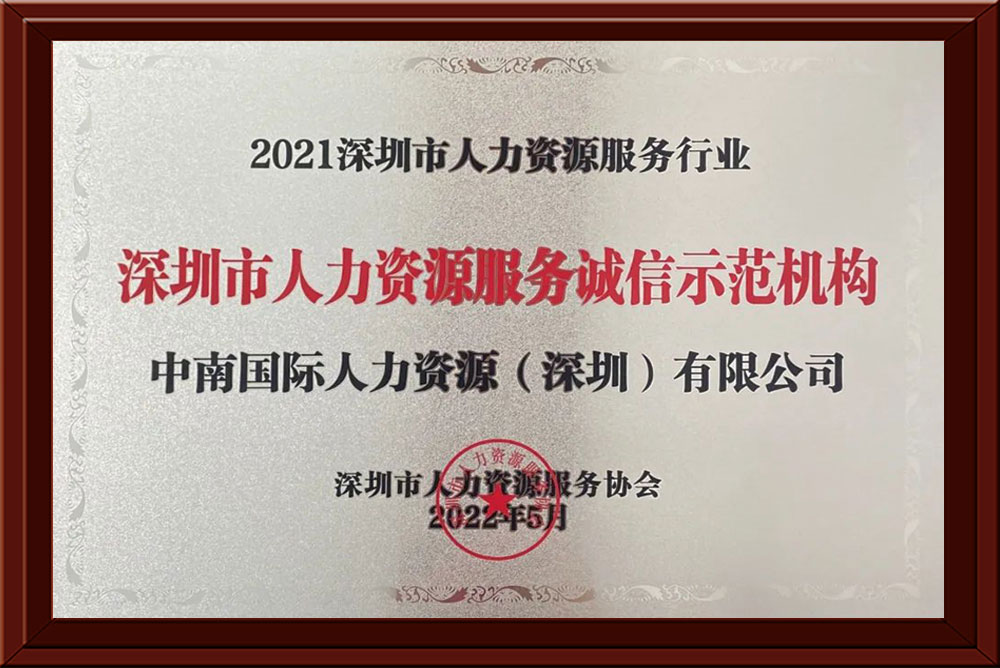 2021深圳市人力资源服务行业
深圳市人力资源服务诚信示范机构
中南国际人力资源（深圳）有限公司
深圳市人力资源服务协会
2022年5月